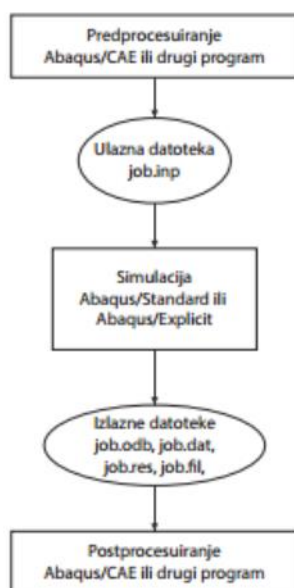 Predprocesuiranje
Abaqus/CAE ili drugi program
Ulazna datoteka
job.inp
Simulacija
Abaqus/Standard ili
Abaqus/Explicit
Izlazne datoteke
job.odb, job.dat,
job.res, job.fil,
Postprocesuiranje
Abaqus/CAE ili drugi program